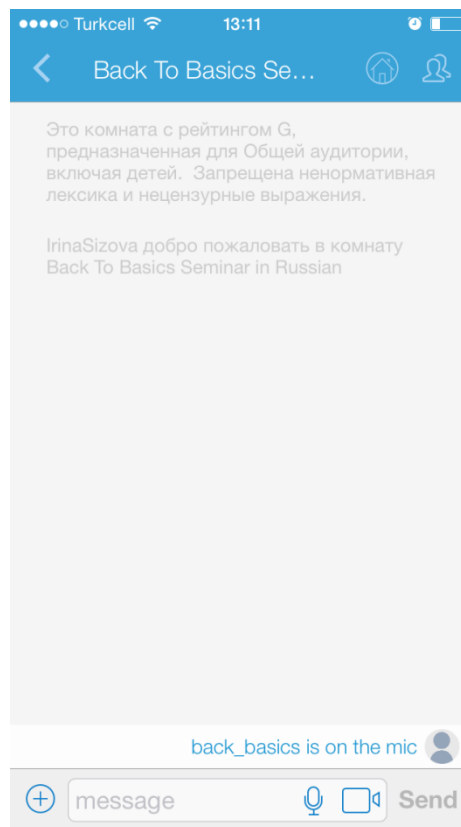 Turkcell 13:11
Back To Basics Se...
Это комната с рейтингом G,
предназначенная для Общей аудитории,
включая детей.  Запрещена ненормативная
лексика и нецензурные выражения.
IrinaSizova добро пожаловать в комнату
Back To Basics Seminar in Russian
back_basics is on the mic
message Send